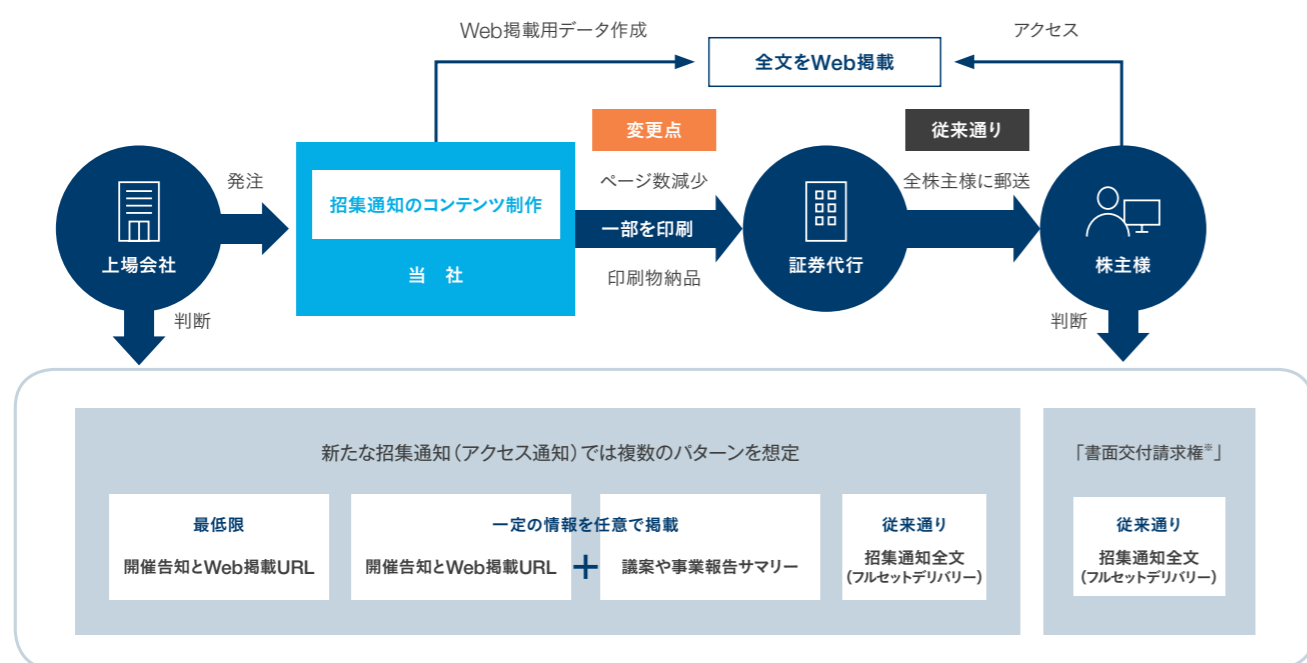 Web掲載用データ作成
アクセス
全文をWeb掲載
変更点
従来通り
発注
招集通知のコンテンツ制作
当 社
ページ数減少
一部を印刷
印刷物納品
全株主様に郵送
上場会社
証券代行
株主様
判断
判断
新たな招集通知（アクセス通知）では複数のパターンを想定
最低限
開催告知とWeb掲載URL
一定の情報を任意で掲載
開催告知とWeb掲載URL
+
議案や事業報告サマリー
従来通り
招集通知全文
(フルセットデリバリー)
「書面交付請求権※」
従来通り
招集通知全文
(フルセットデリバリー)